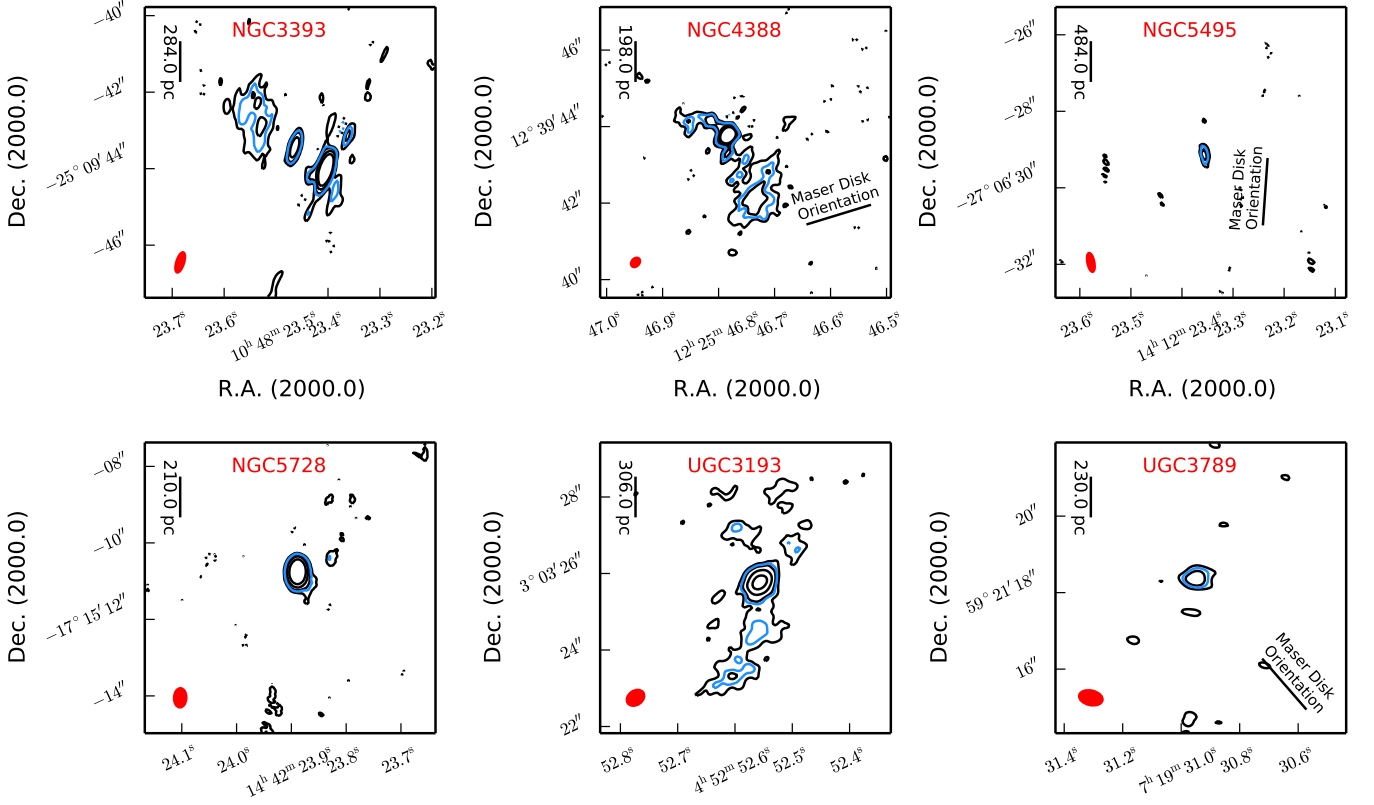 NGC3393
284.0 pc
Dec. (2000.0)
−40″
−42″
−25° 09′ 44″
−46″
23.7ˢ
23.6ˢ
10ʰ 48ᵐ 23.5ˢ
23.4ˢ
23.3ˢ
23.2ˢ
R.A. (2000.0)
NGC4388
198.0 pc
Dec. (2000.0)
46″
12° 39′ 44″
42″
40″
Maser Disk
Orientation
47.0ˢ
46.9ˢ
12ʰ 25ᵐ 46.8ˢ
46.7ˢ
46.6ˢ
46.5ˢ
R.A. (2000.0)
NGC5495
484.0 pc
Dec. (2000.0)
−26″
−28″
−27° 06′ 30″
−32″
Maser Disk
Orientation
23.6ˢ
23.5ˢ
14ʰ 12ᵐ 23.4ˢ
23.3ˢ
23.2ˢ
23.1ˢ
R.A. (2000.0)
NGC5728
210.0 pc
Dec. (2000.0)
−08″
−10″
−17° 15′ 12″
−14″
24.1ˢ
24.0ˢ
14ʰ 42ᵐ 23.9ˢ
23.8ˢ
23.7ˢ
UGC3193
306.0 pc
Dec. (2000.0)
28″
3° 03′ 26″
24″
22″
52.8ˢ
52.7ˢ
4ʰ 52ᵐ 52.6ˢ
52.5ˢ
52.4ˢ
UGC3789
230.0 pc
Dec. (2000.0)
20″
59° 21′ 18″
16″
Maser Disk
Orientation
31.4ˢ
31.2ˢ
7ʰ 19ᵐ 31.0ˢ
30.8ˢ
30.6ˢ